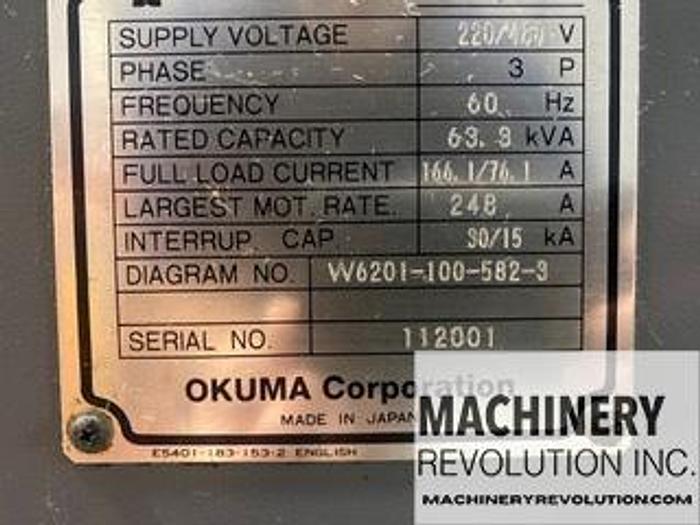 SUPPLY VOLTAGE 220/480 V
PHASE 3 P
FREQUENCY 60 Hz
RATED CAPACITY 63.3 kVA
FULL LOAD CURRENT 166.1/76.1 A
LARGEST MOT. RATE. 248 A
INTERRUP. CAP. 30/15 kA
DIAGRAM NO. W6201-100-582-3
SERIAL NO. 112001
OKUMA Corporation
MADE IN JAPAN
E5401-183-153-2 ENGLISH
MACHINERY
REVOLUTION INC.
MACHINERYREVOLUTION.COM